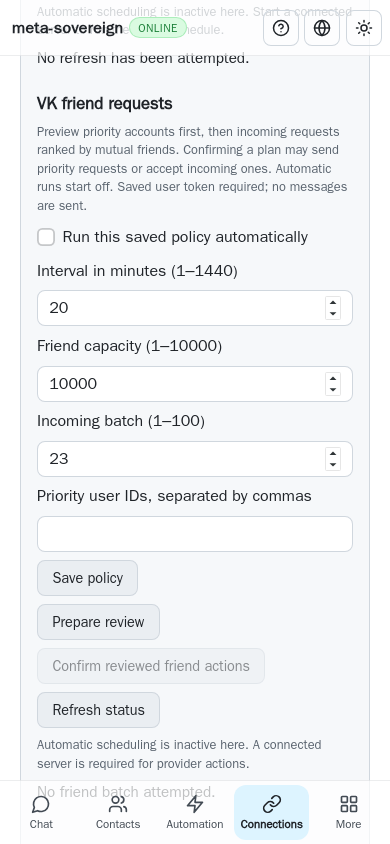 Automatic scheduling is inactive here. Start a connected
meta-sovereign ONLINE
No refresh has been attempted.
VK friend requests
Preview priority accounts first, then incoming requests
ranked by mutual friends. Confirming a plan may send
priority requests or accept incoming ones. Automatic
runs start off. Saved user token required; no messages
are sent.
Run this saved policy automatically
Interval in minutes (1–1440)
20
Friend capacity (1–10000)
10000
Incoming batch (1–100)
23
Priority user IDs, separated by commas
Save policy
Prepare review
Confirm reviewed friend actions
Refresh status
Automatic scheduling is inactive here. A connected
server is required for provider actions.
No friend batch attempted.
Chat Contacts Automation Connections More